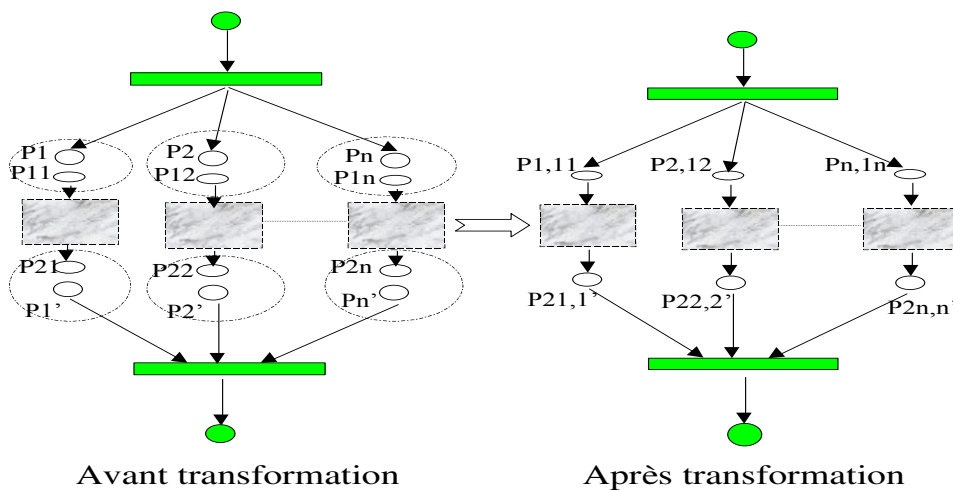 P1
P11
P2
P12
Pn
P1n
P21
P1’
P22
P2’
P2n
Pn’
P1,11
P2,12
Pn,1n
P21,1’
P22,2’
P2n,n’
Avant transformation
Après transformation